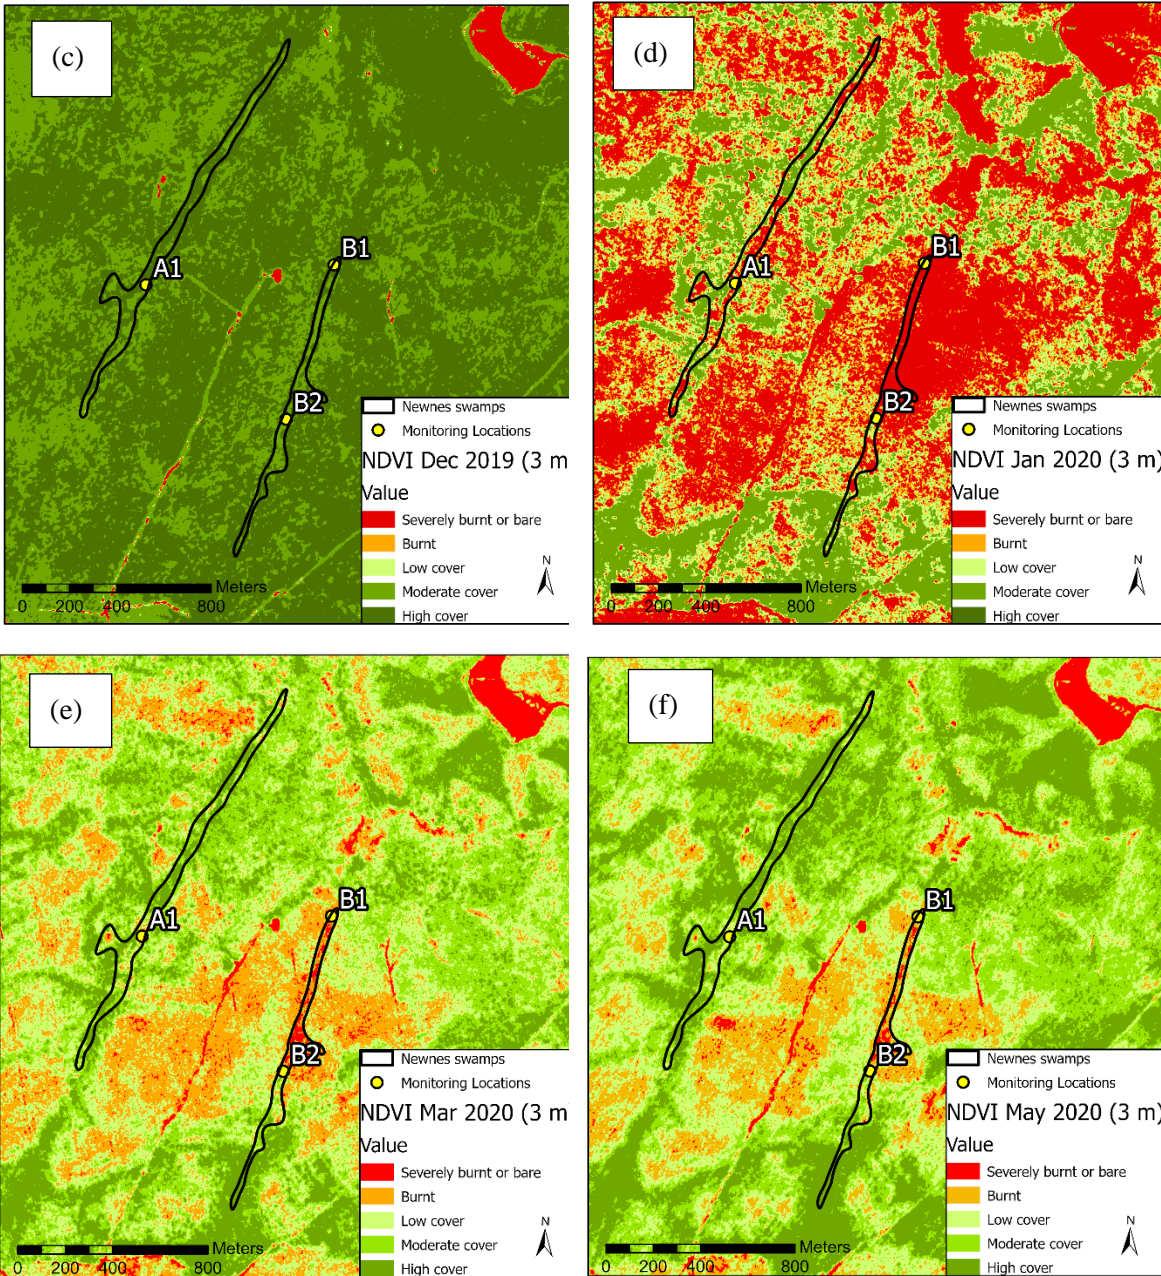 (c)
A1
B1
B2
Newnes swamps
Monitoring Locations
NDVI Dec 2019 (3 m
Value
Severely burnt or bare
Burnt
Low cover
Moderate cover
High cover
N
Meters
0 200 400 800
(d)
A1
B1
B2
Newnes swamps
Monitoring Locations
NDVI Jan 2020 (3 m)
Value
Severely burnt or bare
Burnt
Low cover
Moderate cover
High cover
N
Meters
0 200 400 800
(e)
A1
B1
B2
Newnes swamps
Monitoring Locations
NDVI Mar 2020 (3 m
Value
Severely burnt or bare
Burnt
Low cover
Moderate cover
High cover
N
Meters
0 200 400 800
(f)
A1
B1
B2
Newnes swamps
Monitoring Locations
NDVI May 2020 (3 m)
Value
Severely burnt or bare
Burnt
Low cover
Moderate cover
High cover
N
Meters
0 200 400 800